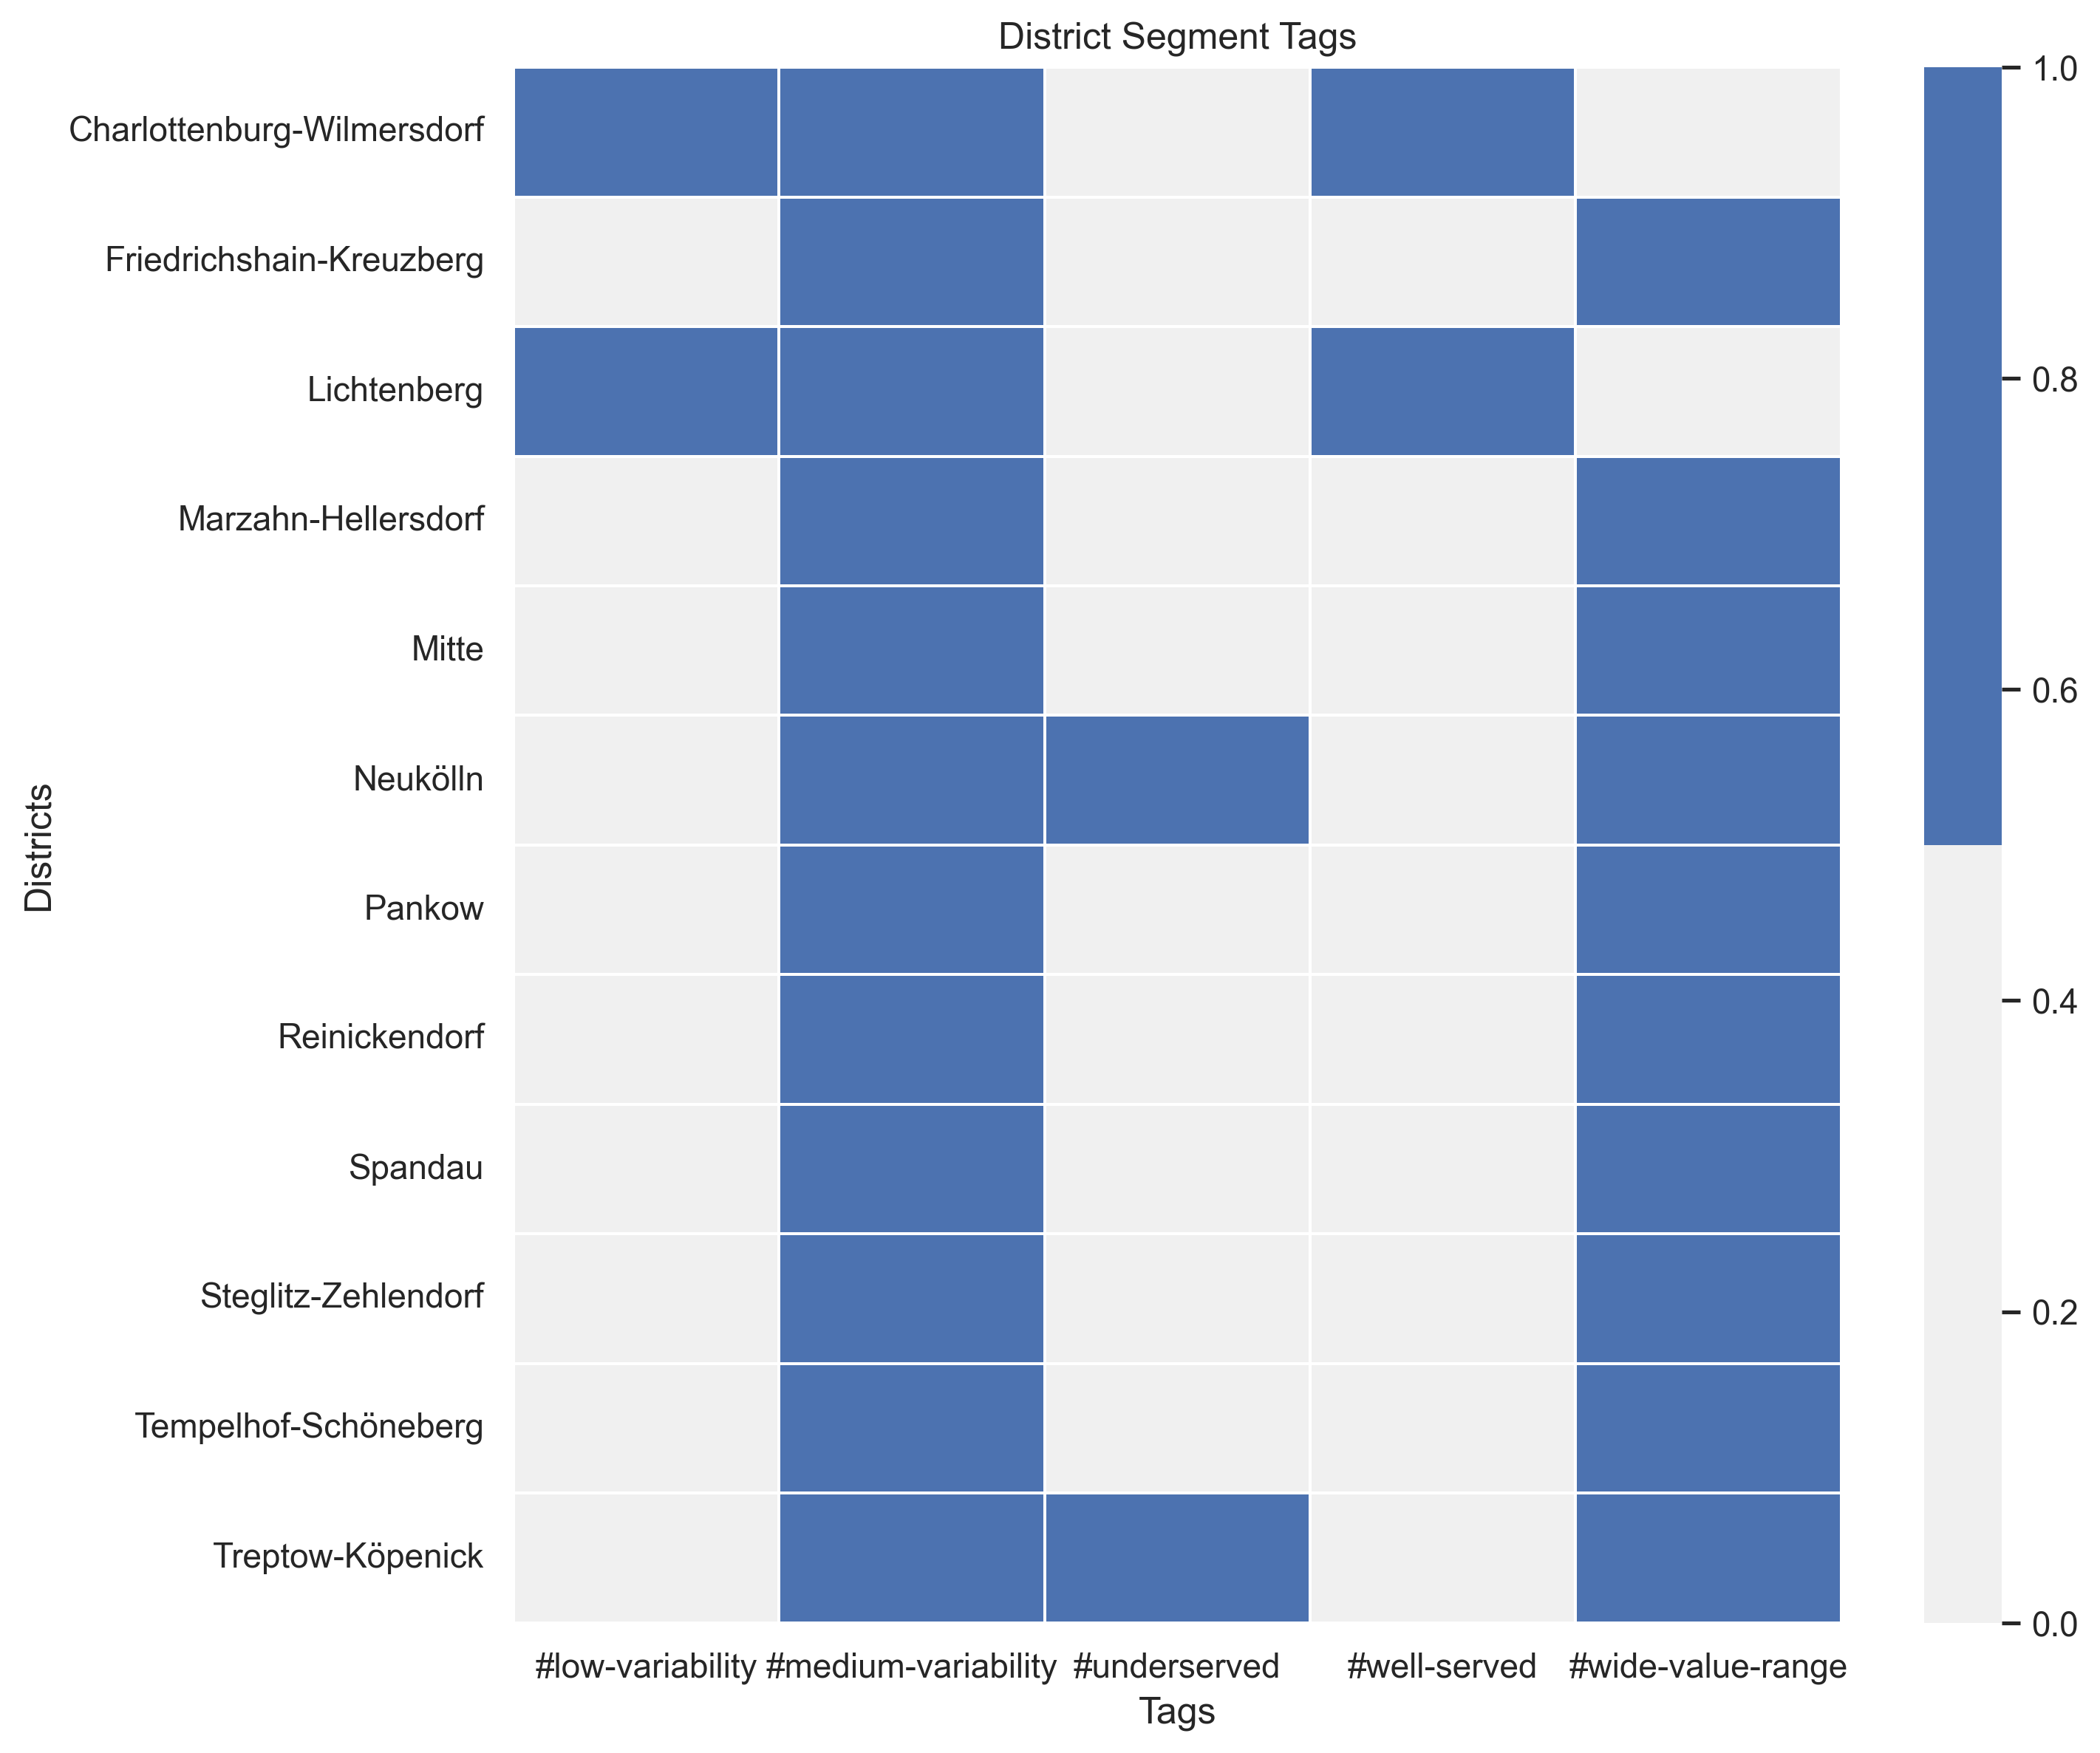 District Segment Tags
Charlottenburg-Wilmersdorf
Friedrichshain-Kreuzberg
Lichtenberg
Marzahn-Hellersdorf
Mitte
Neukölln
Pankow
Reinickendorf
Spandau
Steglitz-Zehlendorf
Tempelhof-Schöneberg
Treptow-Köpenick
Districts
#low-variability #medium-variability #underserved #well-served #wide-value-range
Tags
1.0
0.8
0.6
0.4
0.2
0.0